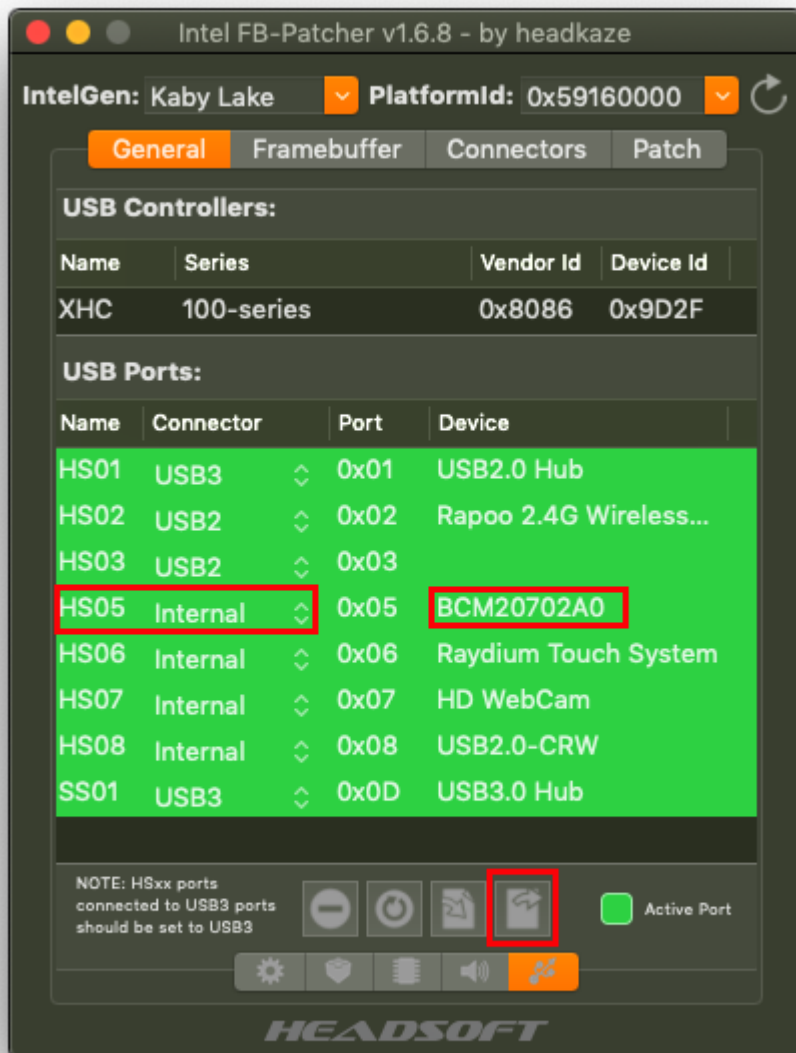 Intel FB-Patcher v1.6.8 - by headkaze
IntelGen: Kaby Lake PlatformId: 0x59160000
General Framebuffer Connectors Patch
USB Controllers:
Name Series Vendor Id Device Id
XHC 100-series 0x8086 0x9D2F
USB Ports:
Name Connector Port Device
HS01 USB3 0x01 USB2.0 Hub
HS02 USB2 0x02 Rapoo 2.4G Wireless...
HS03 USB2 0x03
HS05 Internal 0x05 BCM20702A0
HS06 Internal 0x06 Raydium Touch System
HS07 Internal 0x07 HD WebCam
HS08 Internal 0x08 USB2.0-CRW
SS01 USB3 0x0D USB3.0 Hub
NOTE: HSxx ports
connected to USB3 ports
should be set to USB3
Active Port
HEADSOFT